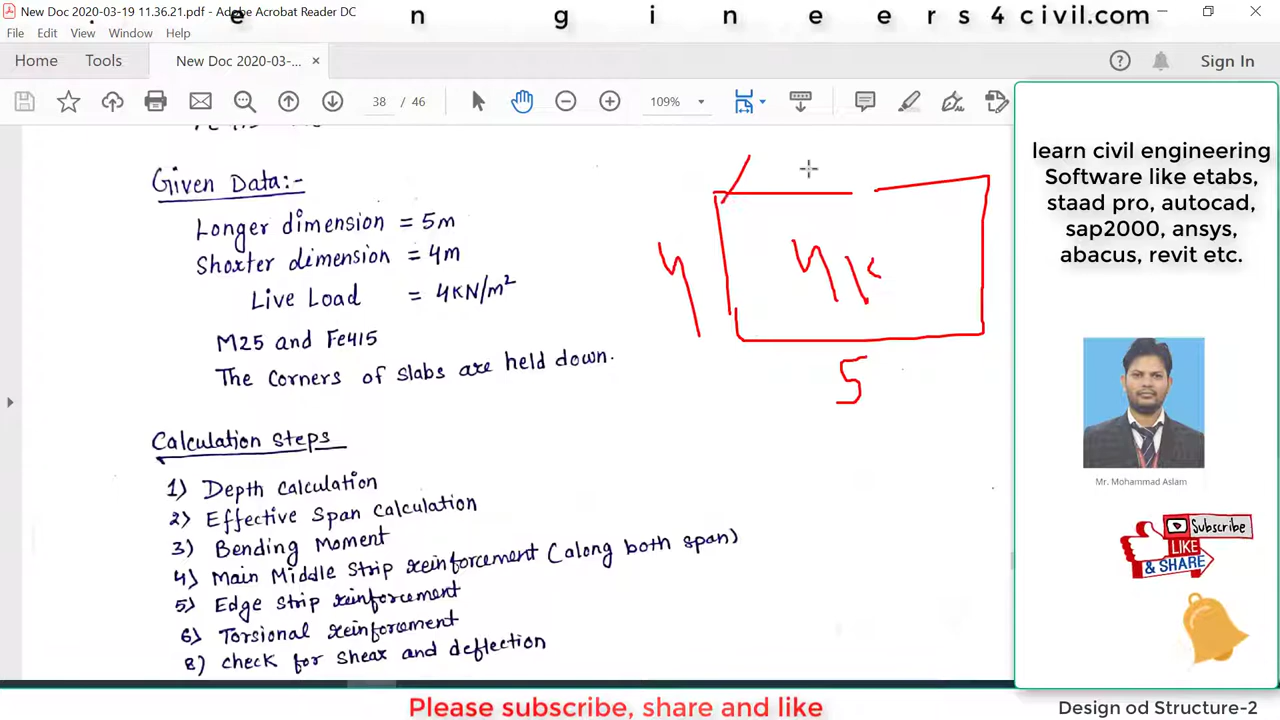 . e n g i n e e r s 4 civil.com
New Doc 2020-03-19 11.36.21.pdf - Adobe Acrobat Reader DC
File Edit View Window Help
Home Tools New Doc 2020-03-... × Sign In
38 / 46 109%
Given Data:-
Longer dimension = 5m
Shorter dimension = 4m
Live Load = 4KN/m²
M25 and Fe415
The corners of slabs are held down.
4
4K
5
Calculation Steps
1) Depth Calculation
2) Effective Span Calculation
3) Bending Moment
4) Main Middle Strip reinforcement (along both span)
5) Edge Strip reinforcement
6) Torsional reinforcement
8) Check for shear and deflection
learn civil engineering
Software like etabs,
staad pro, autocad,
sap2000, ansys,
abacus, revit etc.
Mr. Mohammad Aslam
Subscribe
LIKE
& SHARE
Please subscribe, share and like
Design od Structure-2